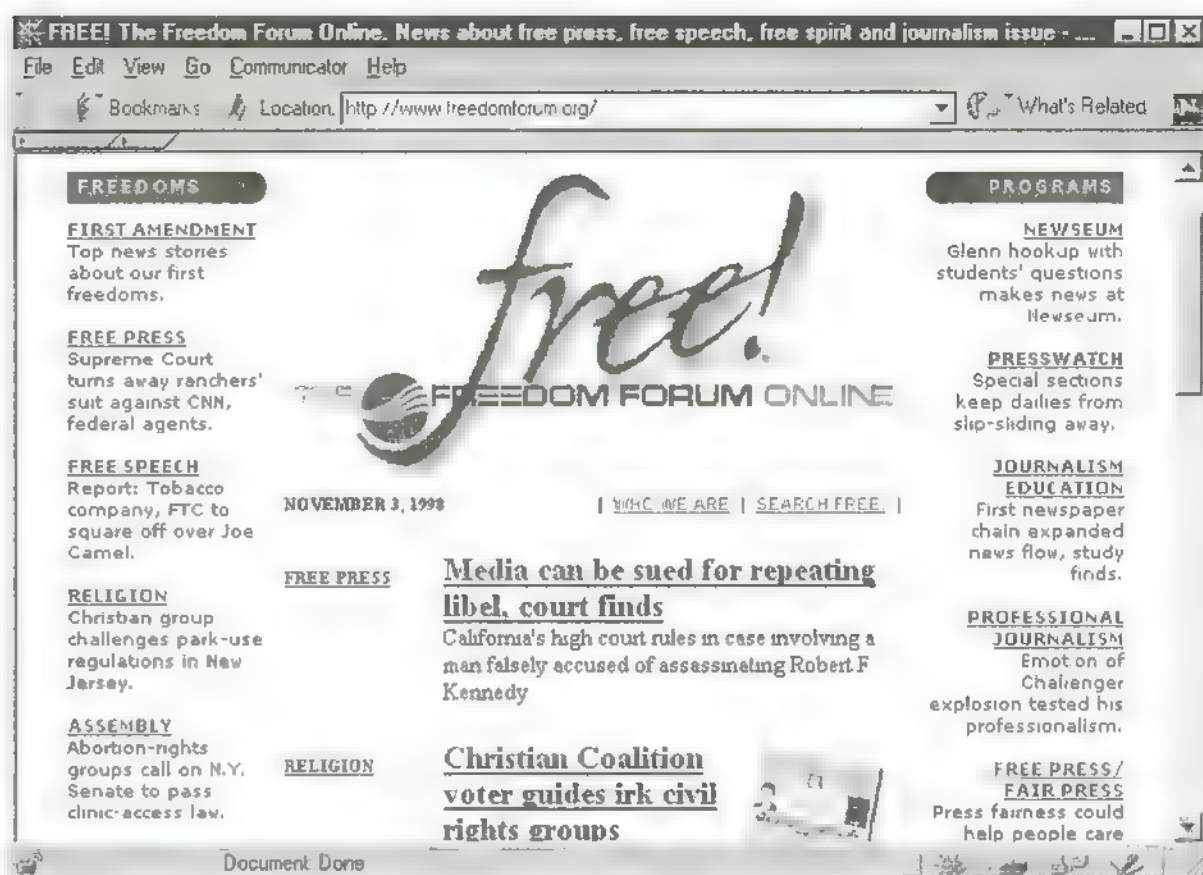 FREE! The Freedom Forum Online. News about free press, free speech, free spirit and journalism issue - ...
File Edit View Go Communicator Help
Bookmarks Location: http://www.freedomforum.org/ What's Related
FREEDOMS
FIRST AMENDMENT
Top news stories
about our first
freedoms.
FREE PRESS
Supreme Court
turns away ranchers'
suit against CNN,
federal agents.
FREE SPEECH
Report: Tobacco
company, FTC to
square off over Joe
Camel.
RELIGION
Christian group
challenges park-use
regulations in New
Jersey.
ASSEMBLY
Abortion-rights
groups call on N.Y.
Senate to pass
clinic-access law.
free!
THE FREEDOM FORUM ONLINE
NOVEMBER 3, 1998 | WHO WE ARE | SEARCH FREE! |
FREE PRESS
Media can be sued for repeating
libel, court finds
California's high court rules in case involving a
man falsely accused of assassinating Robert F
Kennedy
RELIGION
Christian Coalition
voter guides irk civil
rights groups
PROGRAMS
NEWSEUM
Glenn hookup with
students' questions
makes news at
Newseum.
PRESSWATCH
Special sections
keep dailies from
slip-sliding away.
JOURNALISM
EDUCATION
First newspaper
chain expanded
news flow, study
finds.
PROFESSIONAL
JOURNALISM
Emotion of
Challenger
explosion tested his
professionalism.
FREE PRESS/
FAIR PRESS
Press fairness could
help people care
Document Done